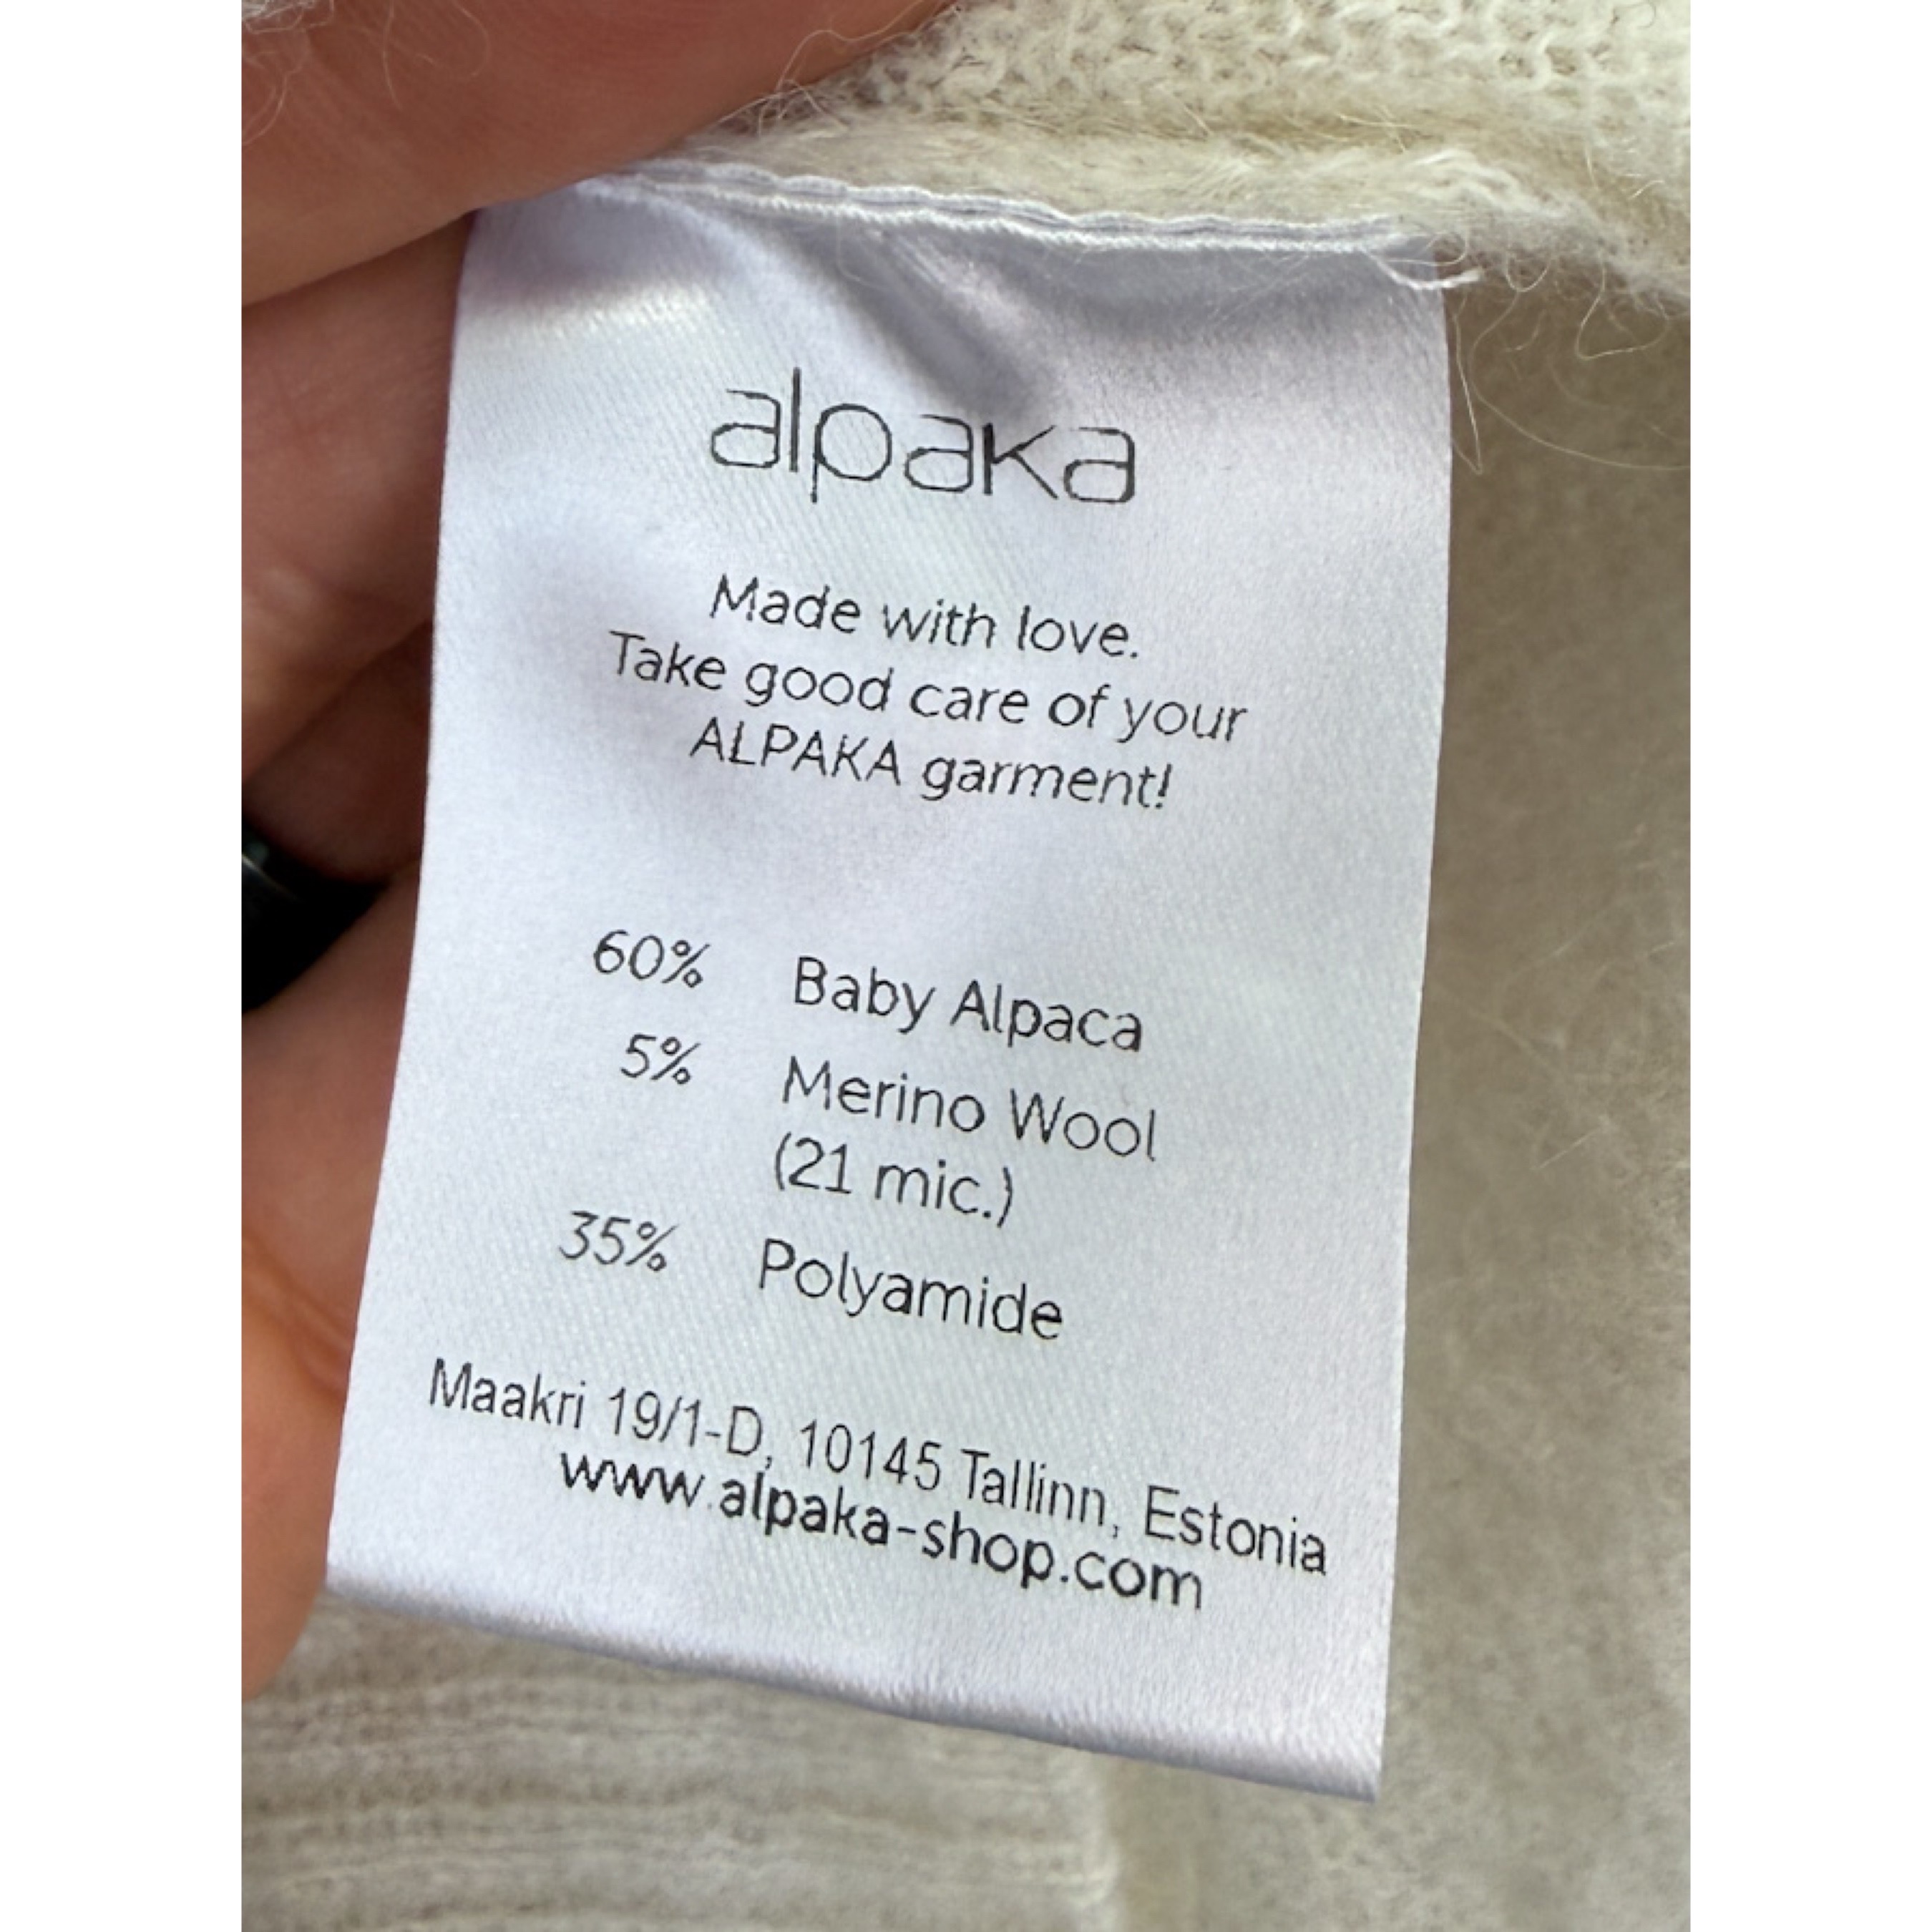 alpaka
Made with love.
Take good care of your
ALPAKA garment!
60% Baby Alpaca
5% Merino Wool
(21 mic.)
35% Polyamide
Maakri 19/1-D, 10145 Tallinn, Estonia
www.alpaka-shop.com